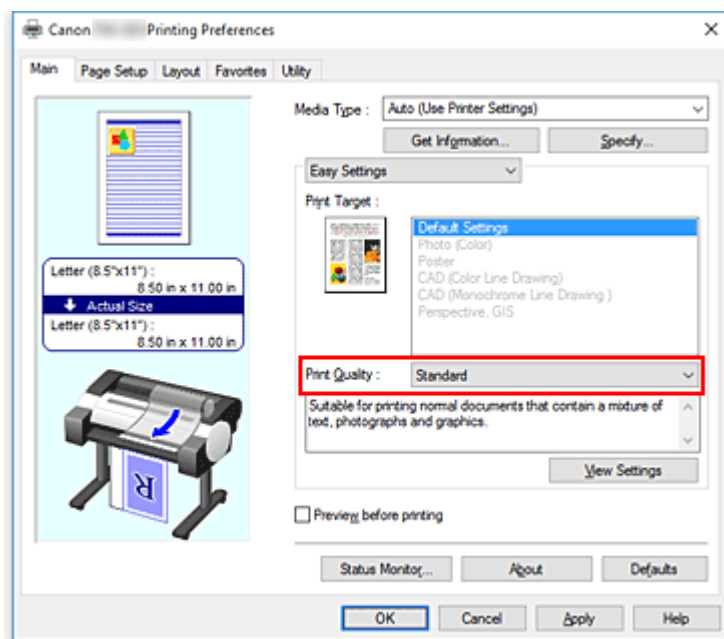 Canon Printing Preferences
Main Page Setup Layout Favorites Utility
Media Type : Auto (Use Printer Settings)
Get Information... Specify...
Easy Settings
Print Target :
Default Settings
Photo (Color)
Poster
CAD (Color Line Drawing)
CAD (Monochrome Line Drawing )
Perspective, GIS
Letter (8.5"x11") :
8.50 in x 11.00 in
Actual Size
Letter (8.5"x11") :
8.50 in x 11.00 in
R
Print Quality : Standard
Suitable for printing normal documents that contain a mixture of
text, photographs and graphics.
View Settings
Preview before printing
Status Monitor... About Defaults
OK Cancel Apply Help